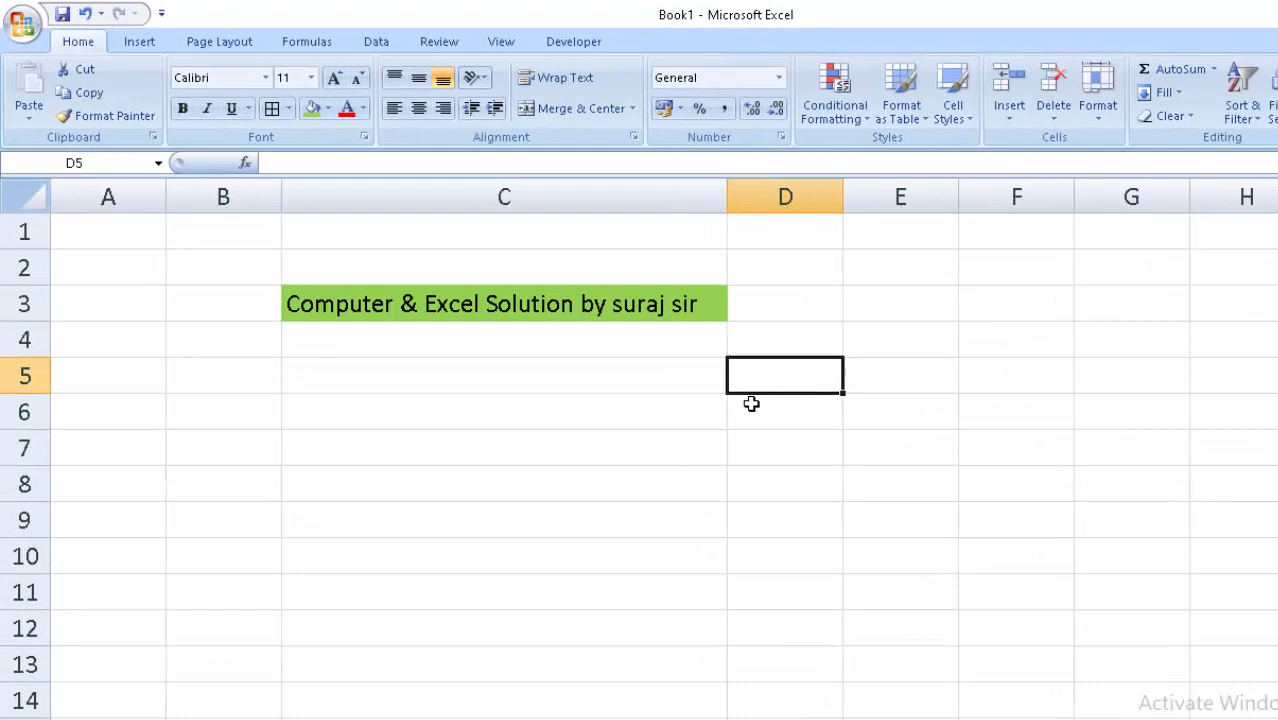 Book1 - Microsoft Excel
Home Insert Page Layout Formulas Data Review View Developer
Cut
Copy
Format Painter
Paste
Clipboard
Calibri 11
B I U
Font
Wrap Text
Merge & Center
Alignment
General
%
Number
Conditional Formatting
Format as Table
Cell Styles
Styles
Insert
Delete
Format
Cells
Σ AutoSum
Fill
Clear
Sort &
Filter
Editing
D5
fx
A B C D E F G H
1
2
3 Computer & Excel Solution by suraj sir
4
5
6
7
8
9
10
11
12
13
14
Activate Windo